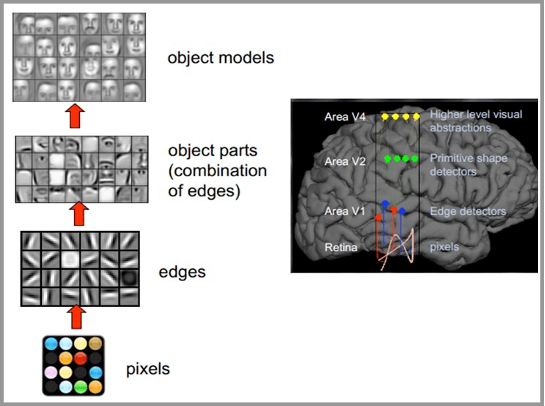 object models
object parts
(combination
of edges)
edges
pixels
Area V4
Higher level visual
abstractions
Area V2
Primitive shape
detectors
Area V1
Edge detectors
Retina
pixels